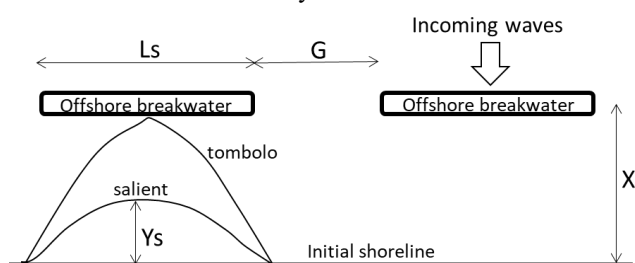 Incoming waves
Ls
G
Offshore breakwater
Offshore breakwater
tombolo
salient
X
Ys
Initial shoreline